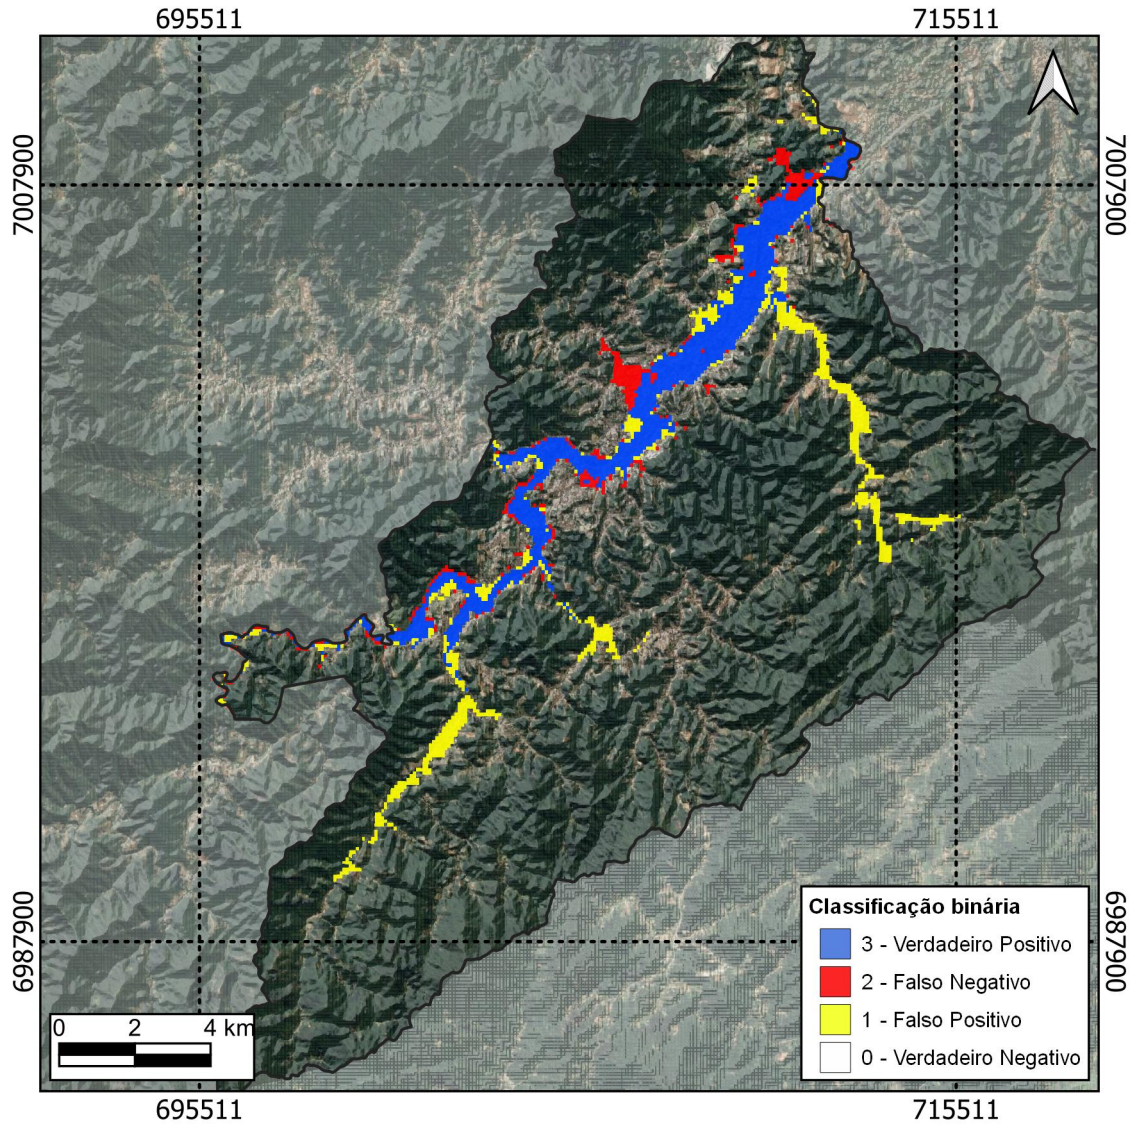 695511
715511
7007900
7007900
6987900
6987900
Classificação binária
3 - Verdadeiro Positivo
2 - Falso Negativo
1 - Falso Positivo
0 - Verdadeiro Negativo
0 2 4 km
695511
715511